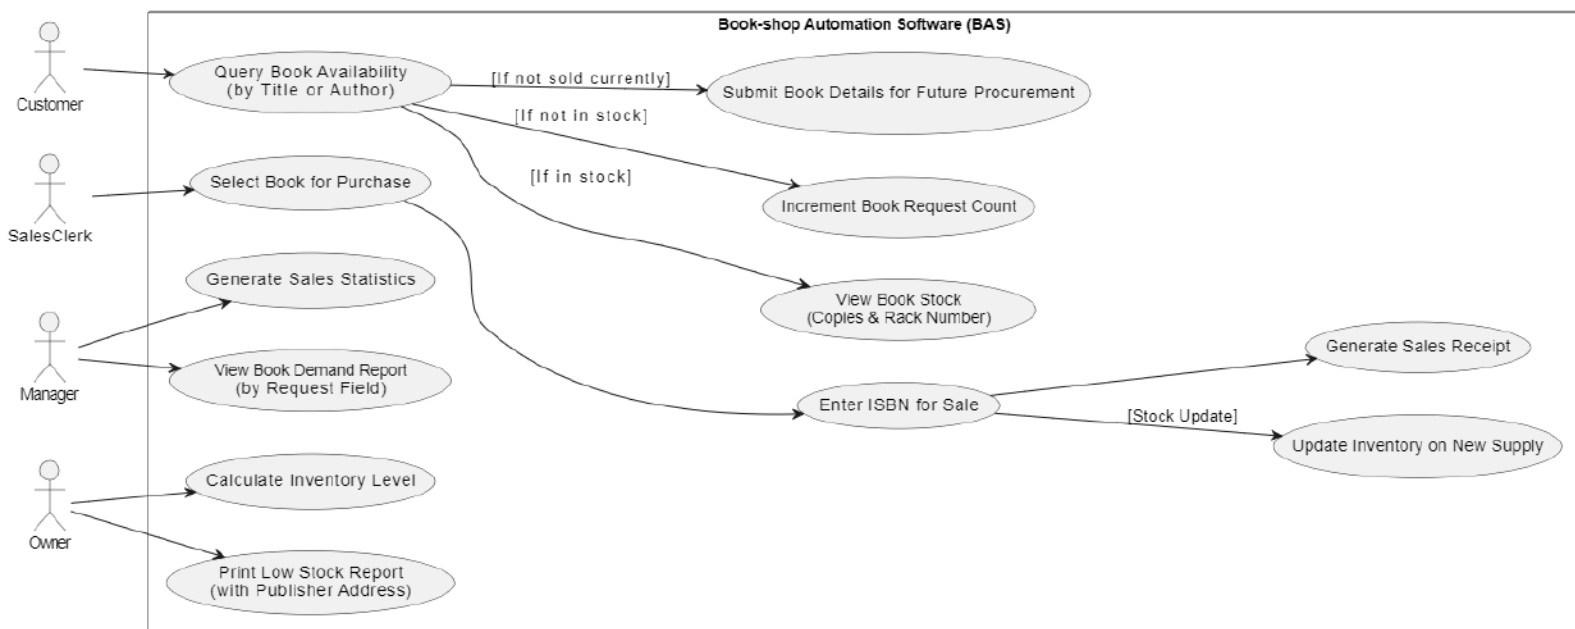 Book-shop Automation Software (BAS)
Customer
Query Book Availability
(by Title or Author)
[If not sold currently]
Submit Book Details for Future Procurement
[If not in stock]
[If in stock]
SalesClerk
Select Book for Purchase
Increment Book Request Count
Generate Sales Statistics
View Book Stock
(Copies & Rack Number)
Manager
View Book Demand Report
(by Request Field)
Generate Sales Receipt
Enter ISBN for Sale
[Stock Update]
Update Inventory on New Supply
Owner
Calculate Inventory Level
Print Low Stock Report
(with Publisher Address)